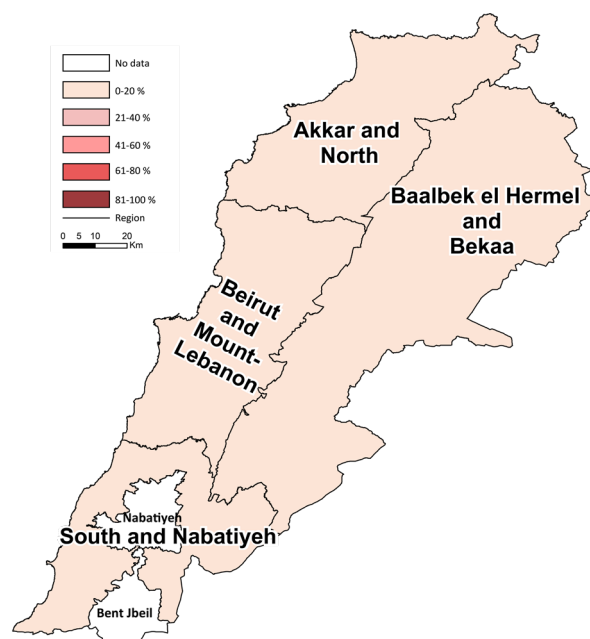 No data
0-20 %
21-40 %
41-60 %
61-80 %
81-100 %
Region
0 5 10 20
Km
Akkar and
North
Baalbek el Hermel
and
Bekaa
Beirut
and
Mount-
Lebanon
Nabatiyeh
South and Nabatiyeh
Bent Jbeil